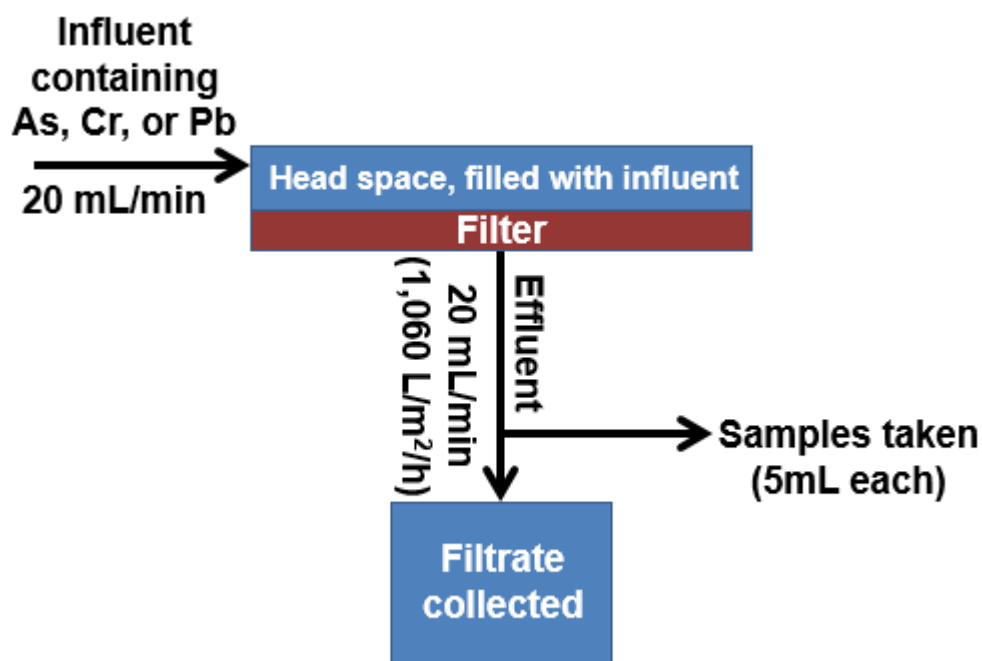 Influent
containing
As, Cr, or Pb
20 mL/min
Head space, filled with influent
Filter
Effluent
20 mL/min
(1,060 L/m²/h)
Samples taken
(5mL each)
Filtrate
collected